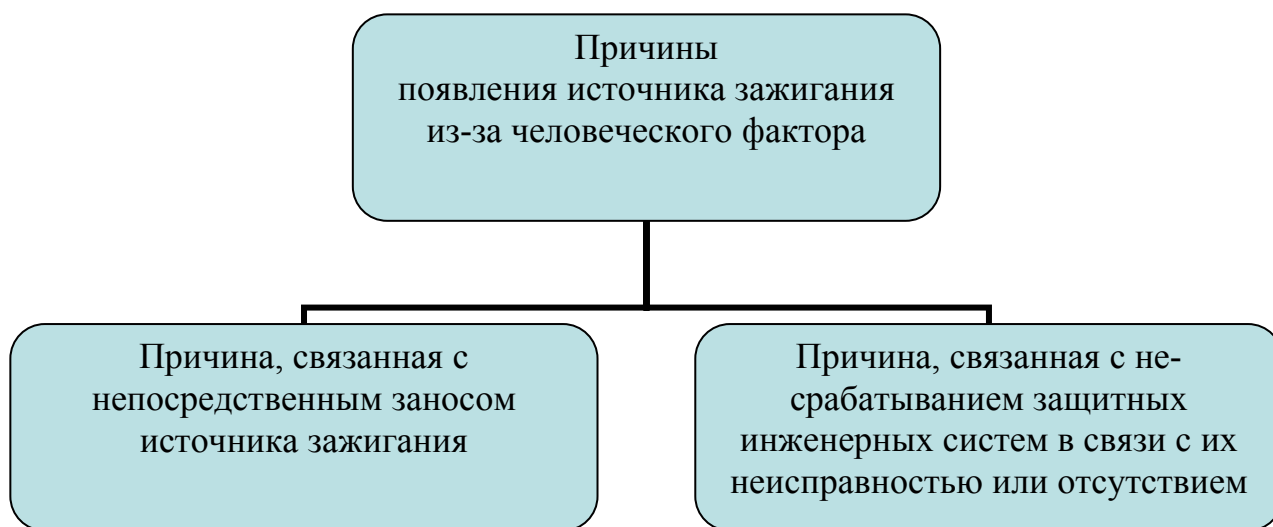 Причины
появления источника зажигания
из-за человеческого фактора
Причина, связанная с
непосредственным заносом
источника зажигания
Причина, связанная с не-
срабатыванием защитных
инженерных систем в связи с их
неисправностью или отсутствием